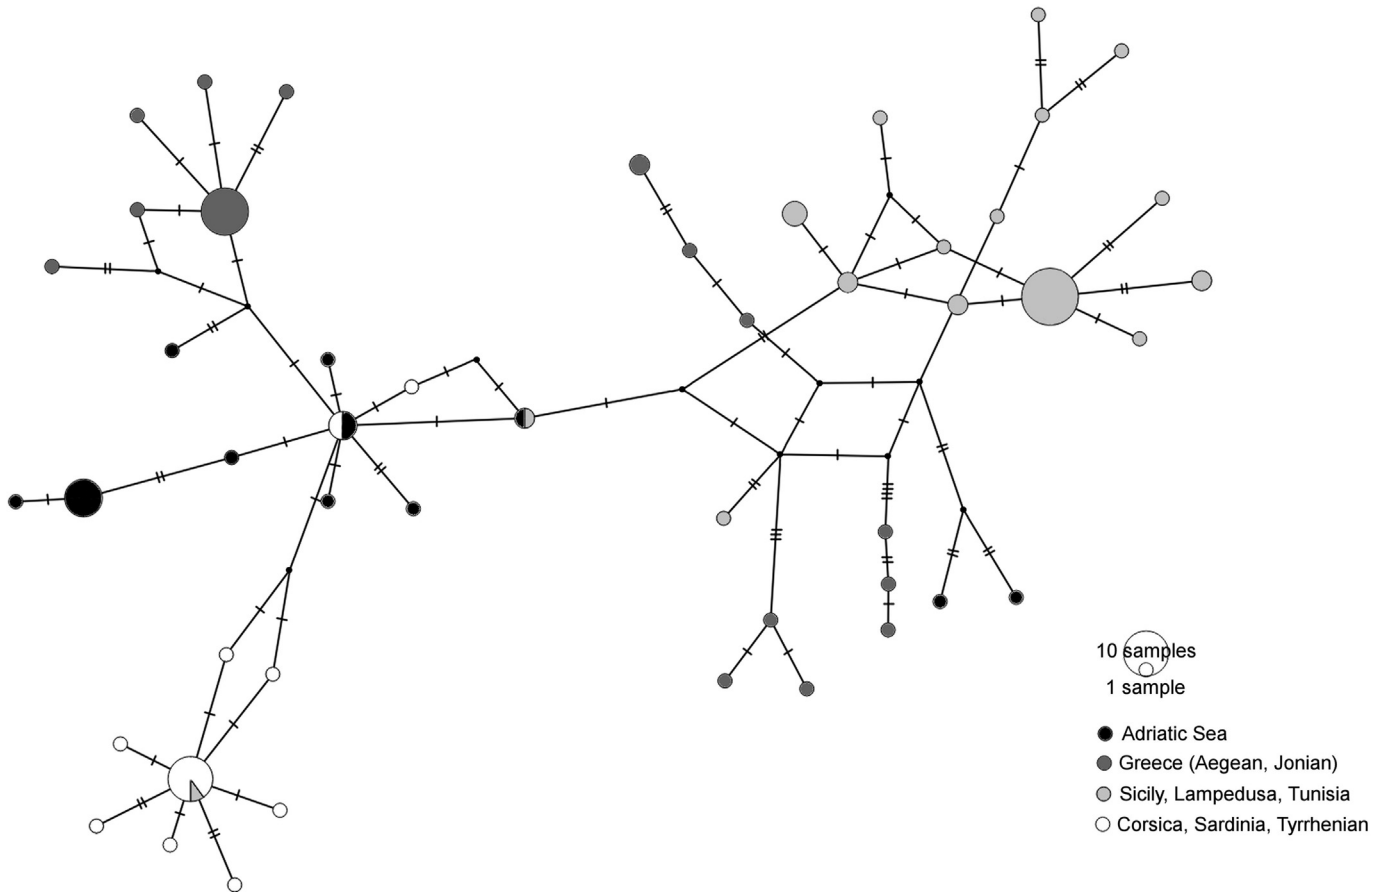 10 samples
1 sample
Adriatic Sea
Greece (Aegean, Jonian)
Sicily, Lampedusa, Tunisia
Corsica, Sardinia, Tyrrhenian